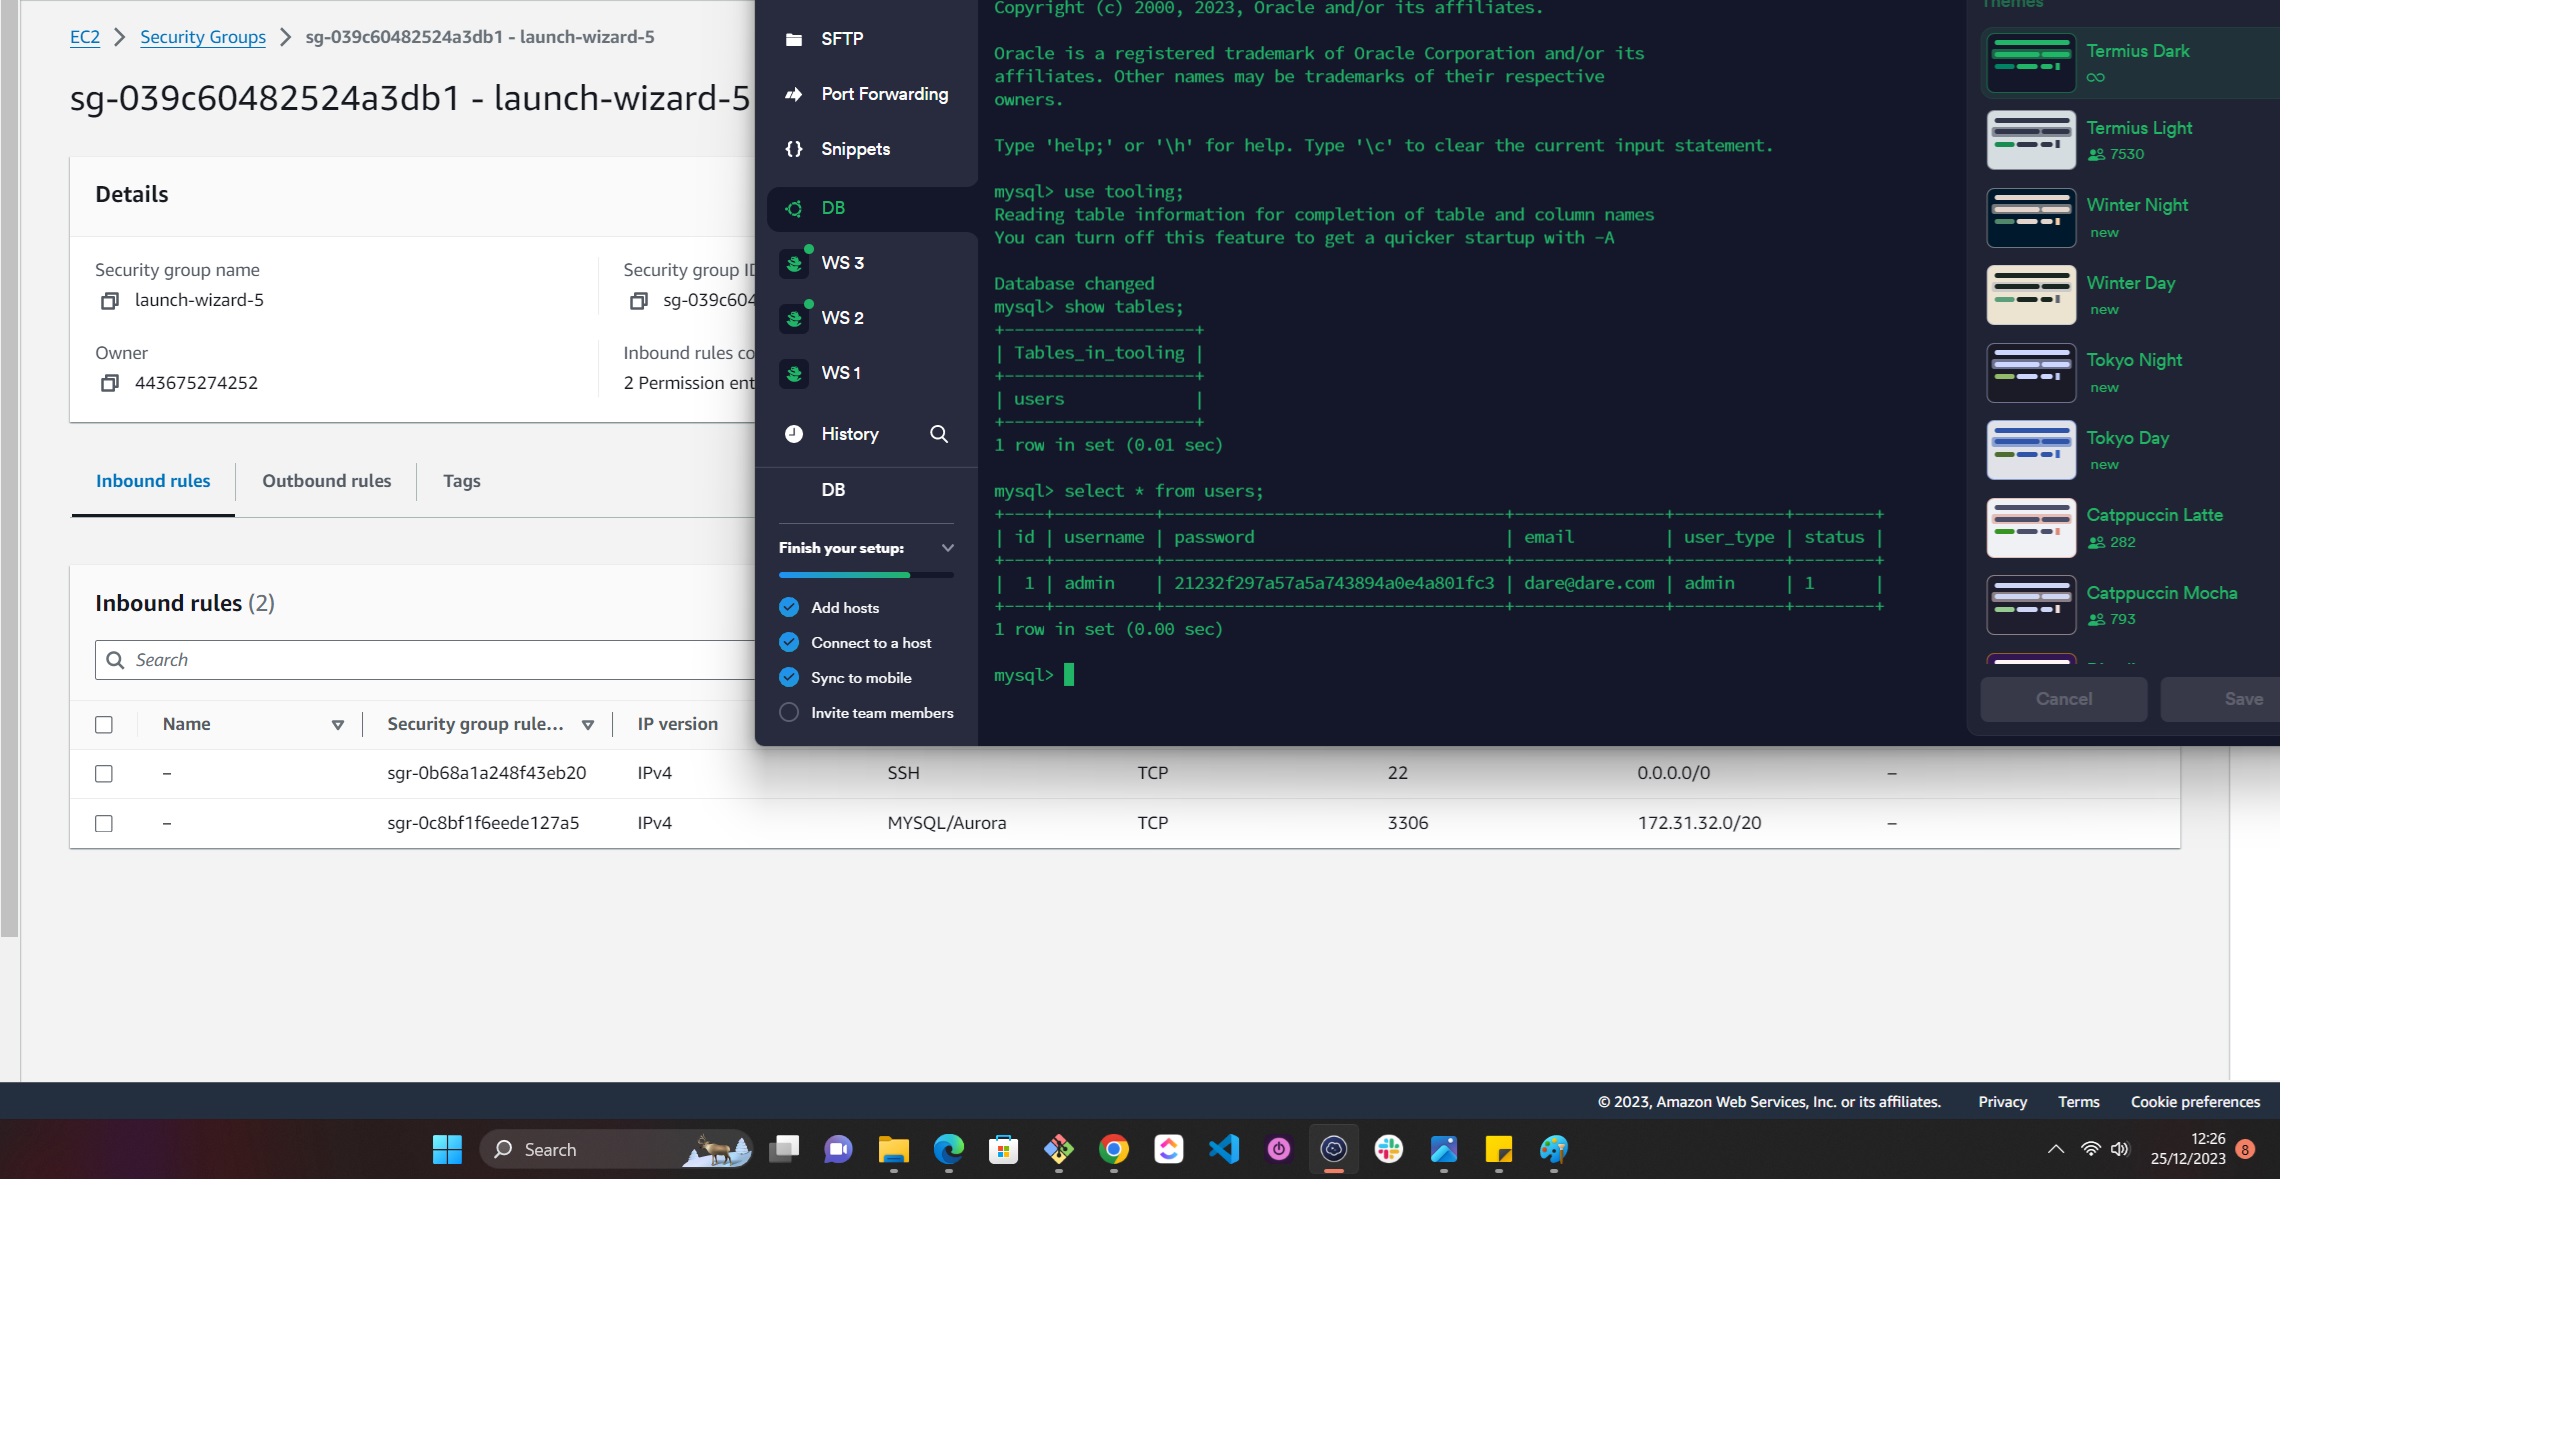 EC2 > Security Groups > sg-039c60482524a3db1 - launch-wizard-5
sg-039c60482524a3db1 - launch-wizard-5
Details
Security group name
launch-wizard-5
Security group ID
sg-039c604
Owner
443675274252
Inbound rules co
2 Permission ent
Inbound rules
Outbound rules
Tags
Inbound rules (2)
Search
Name
Security group rule...
IP version
– sgr-0b68a1a248f43eb20 IPv4 SSH TCP 22 0.0.0.0/0 –
– sgr-0c8bf1f6eede127a5 IPv4 MYSQL/Aurora TCP 3306 172.31.32.0/20 –
SFTP
Port Forwarding
Snippets
DB
WS 3
WS 2
WS 1
History
DB
Finish your setup:
Add hosts
Connect to a host
Sync to mobile
Invite team members
Copyright (c) 2000, 2023, Oracle and/or its affiliates.
Oracle is a registered trademark of Oracle Corporation and/or its
affiliates. Other names may be trademarks of their respective
owners.
Type 'help;' or '\h' for help. Type '\c' to clear the current input statement.
mysql> use tooling;
Reading table information for completion of table and column names
You can turn off this feature to get a quicker startup with -A
Database changed
mysql> show tables;
+-------------------+
| Tables_in_tooling |
+-------------------+
| users             |
+-------------------+
1 row in set (0.01 sec)
mysql> select * from users;
+----+----------+----------------------------------+---------------+-----------+--------+
| id | username | password                         | email         | user_type | status |
+----+----------+----------------------------------+---------------+-----------+--------+
|  1 | admin    | 21232f297a57a5a743894a0e4a801fc3 | dare@dare.com | admin     | 1      |
+----+----------+----------------------------------+---------------+-----------+--------+
1 row in set (0.00 sec)
mysql>
Themes
Termius Dark
∞
Termius Light
7530
Winter Night
new
Winter Day
new
Tokyo Night
new
Tokyo Day
new
Catppuccin Latte
282
Catppuccin Mocha
793
Cancel
Save
© 2023, Amazon Web Services, Inc. or its affiliates.
Privacy
Terms
Cookie preferences
Search
12:26
25/12/2023
8